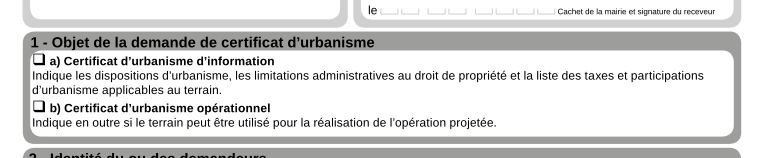 le
Cachet de la mairie et signature du receveur
1 - Objet de la demande de certificat d’urbanisme
❑ a) Certificat d’urbanisme d’information
Indique les dispositions d’urbanisme, les limitations administratives au droit de propriété et la liste des taxes et participations
d’urbanisme applicables au terrain.
❑ b) Certificat d’urbanisme opérationnel
Indique en outre si le terrain peut être utilisé pour la réalisation de l’opération projetée.
2 - Identité du ou des demandeurs